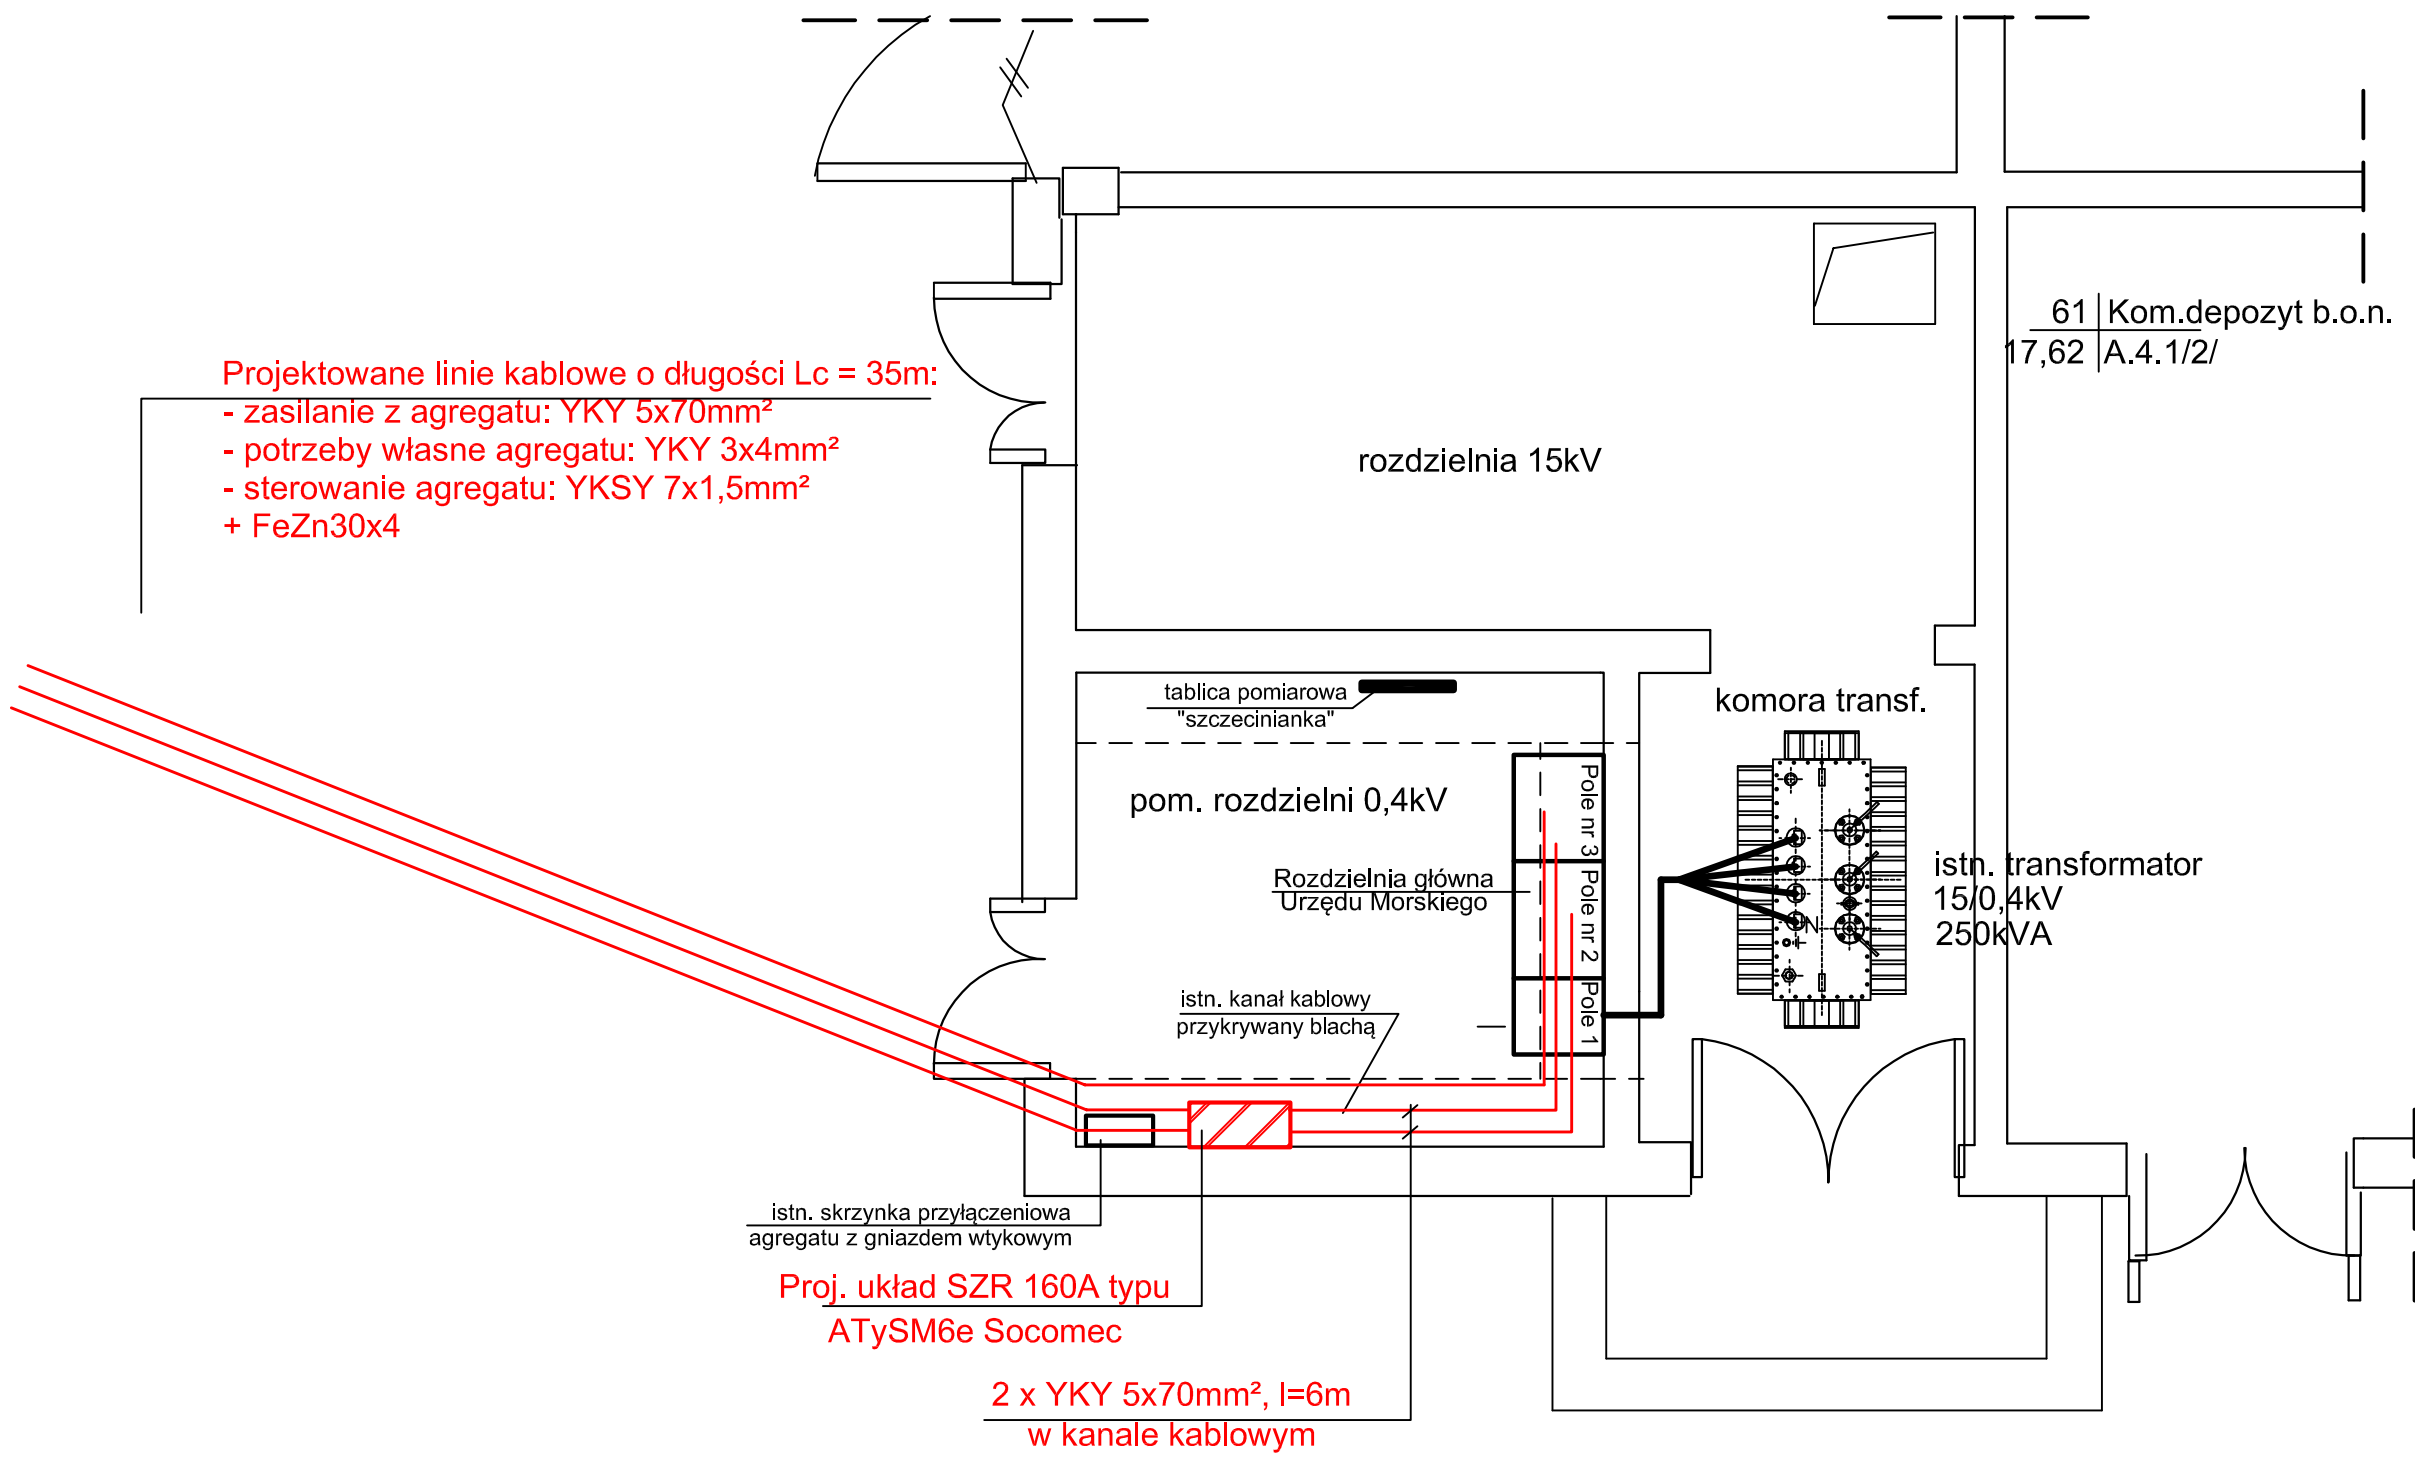 61 Kom.depozyt b.o.n.
17,62 A.4.1/2/
Projektowane linie kablowe o długości Lc = 35m:
- zasilanie z agregatu: YKY 5x70mm²
- potrzeby własne agregatu: YKY 3x4mm²
- sterowanie agregatu: YKSY 7x1,5mm²
+ FeZn30x4
rozdzielnia 15kV
tablica pomiarowa
"szczecinianka"
komora transf.
pom. rozdzielni 0,4kV
Pole nr 3
Pole nr 2
Pole 1
Rozdzielnia główna
Urzędu Morskiego
istn. transformator
15/0,4kV
250kVA
N
istn. kanał kablowy
przykrywany blachą
istn. skrzynka przyłączeniowa
agregatu z gniazdem wtykowym
Proj. układ SZR 160A typu
ATySM6e Socomec
2 x YKY 5x70mm², l=6m
w kanale kablowym